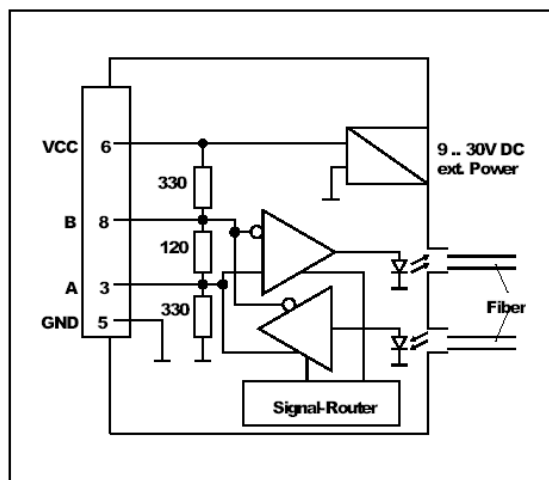 VCC 6
9 .. 30V DC
ext. Power
330
B 8
120
A 3
330
GND 5
Fiber
Signal-Router